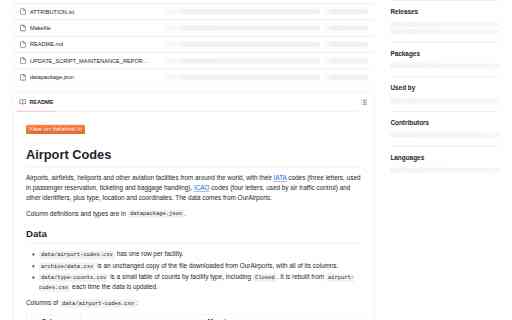 ATTRIBUTION.txt
Releases
Makefile
README.md
Packages
UPDATE_SCRIPT_MAINTENANCE_REPOR...
datapackage.json
Used by
README
Contributors
View on datahub.io
Airport Codes
Languages
Airports, airfields, heliports and other aviation facilities from around the world, with their IATA codes (three letters, used
in passenger reservation, ticketing and baggage handling), ICAO codes (four letters, used by air traffic control) and
other identifiers, plus type, location and coordinates. The data comes from OurAirports.
Column definitions and types are in datapackage.json.
Data
data/airport-codes.csv has one row per facility.
archive/data.csv is an unchanged copy of the file downloaded from OurAirports, with all of its columns.
data/type-counts.csv is a small table of counts by facility type, including closed. It is rebuilt from airport-
codes.csv each time the data is updated.
Columns of data/airport-codes.csv: